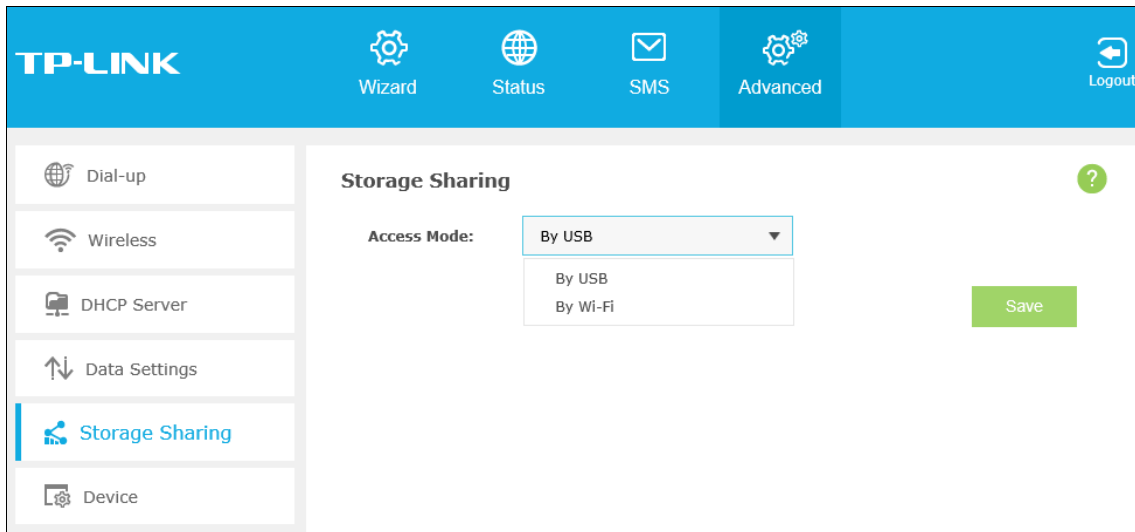 TP-LINK
Wizard
Status
SMS
Advanced
Logout
Dial-up
Wireless
DHCP Server
Data Settings
Storage Sharing
Device
Storage Sharing
?
Access Mode:
By USB
By USB
By Wi-Fi
Save